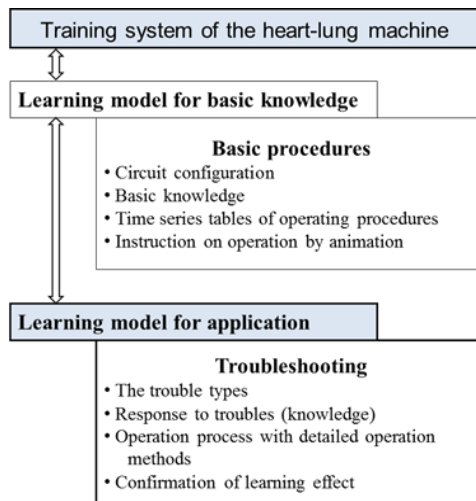 Training system of the heart-lung machine
Learning model for basic knowledge
Basic procedures
• Circuit configuration
• Basic knowledge
• Time series tables of operating procedures
• Instruction on operation by animation
Learning model for application
Troubleshooting
• The trouble types
• Response to troubles (knowledge)
• Operation process with detailed operation
methods
• Confirmation of learning effect